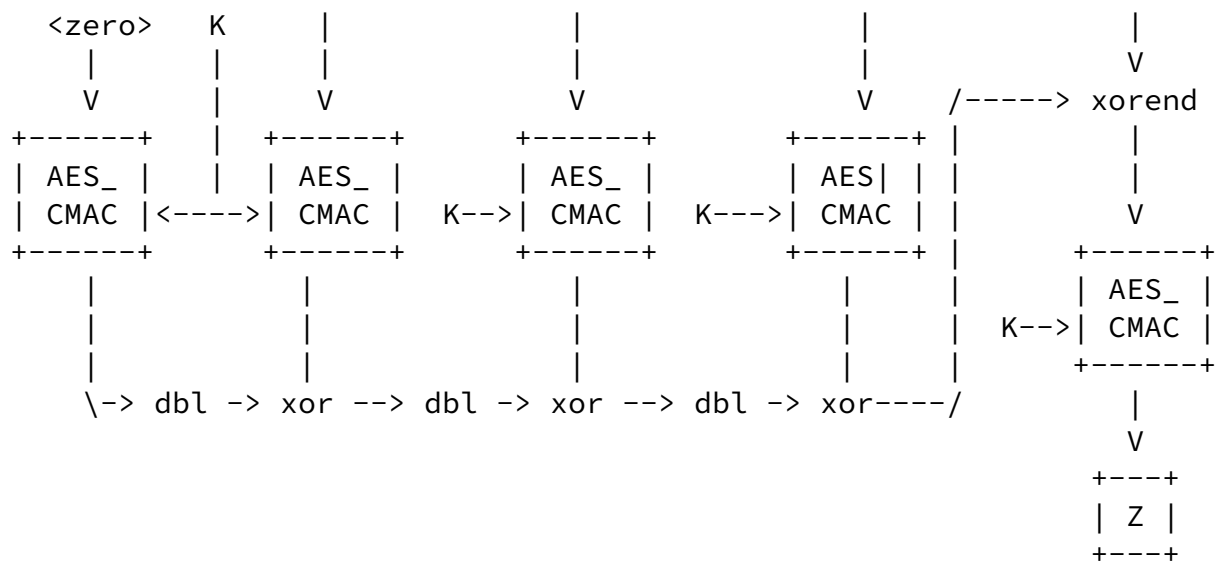 <zero> K | | | |
| | | | | V
V | V V V /-----> xorend
+------+ | +------+ +------+ +------+ | |
| AES_ | | | AES_ | | AES_ | | AES| | | |
| CMAC |<---->| CMAC | K-->| CMAC | K--->| CMAC | | V
+------+ +------+ +------+ +------+ | +------+
| | | | | | AES_ |
| | | | | K-->| CMAC |
| | | | | +------+
\-> dbl -> xor --> dbl -> xor --> dbl -> xor----/ |
V
+---+
| Z |
+---+